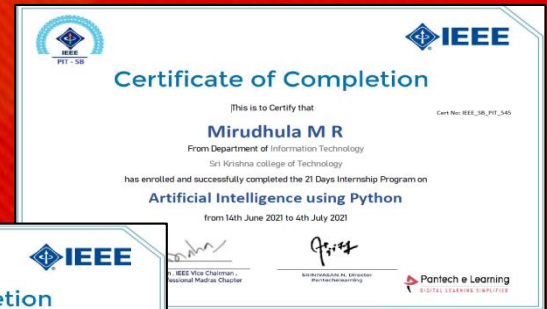 IEEE
PIT - SB
IEEE
Certificate of Completion
This is to Certify that
Cert No: IEEE_SB_PIT_545
Mirudhula M R
From Department of Information Technology
Sri Krishna college of Technology
has enrolled and successfully completed the 21 Days Internship Program on
Artificial Intelligence using Python
from 14th June 2021 to 4th July 2021
IEEE Vice Chairman ,
Madras Chapter
SRINIVASAN N, Director
Pantechelearning
Pantech e Learning
DIGITAL LEARNING SIMPLIFIED
IEEE
etion